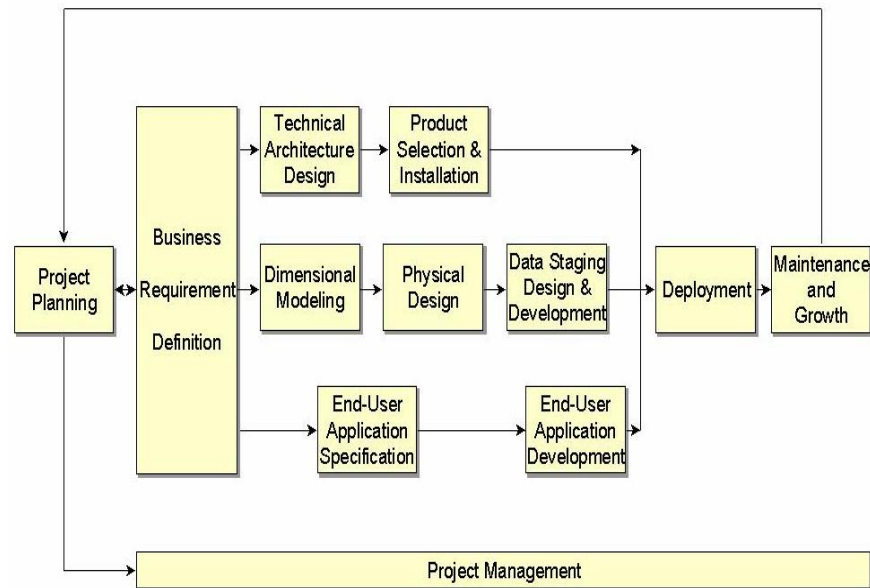 Project
Planning
Business
Requirement
Definition
Technical
Architecture
Design
Product
Selection &
Installation
Dimensional
Modeling
Physical
Design
Data Staging
Design &
Development
End-User
Application
Specification
End-User
Application
Development
Deployment
Maintenance
and
Growth
Project Management